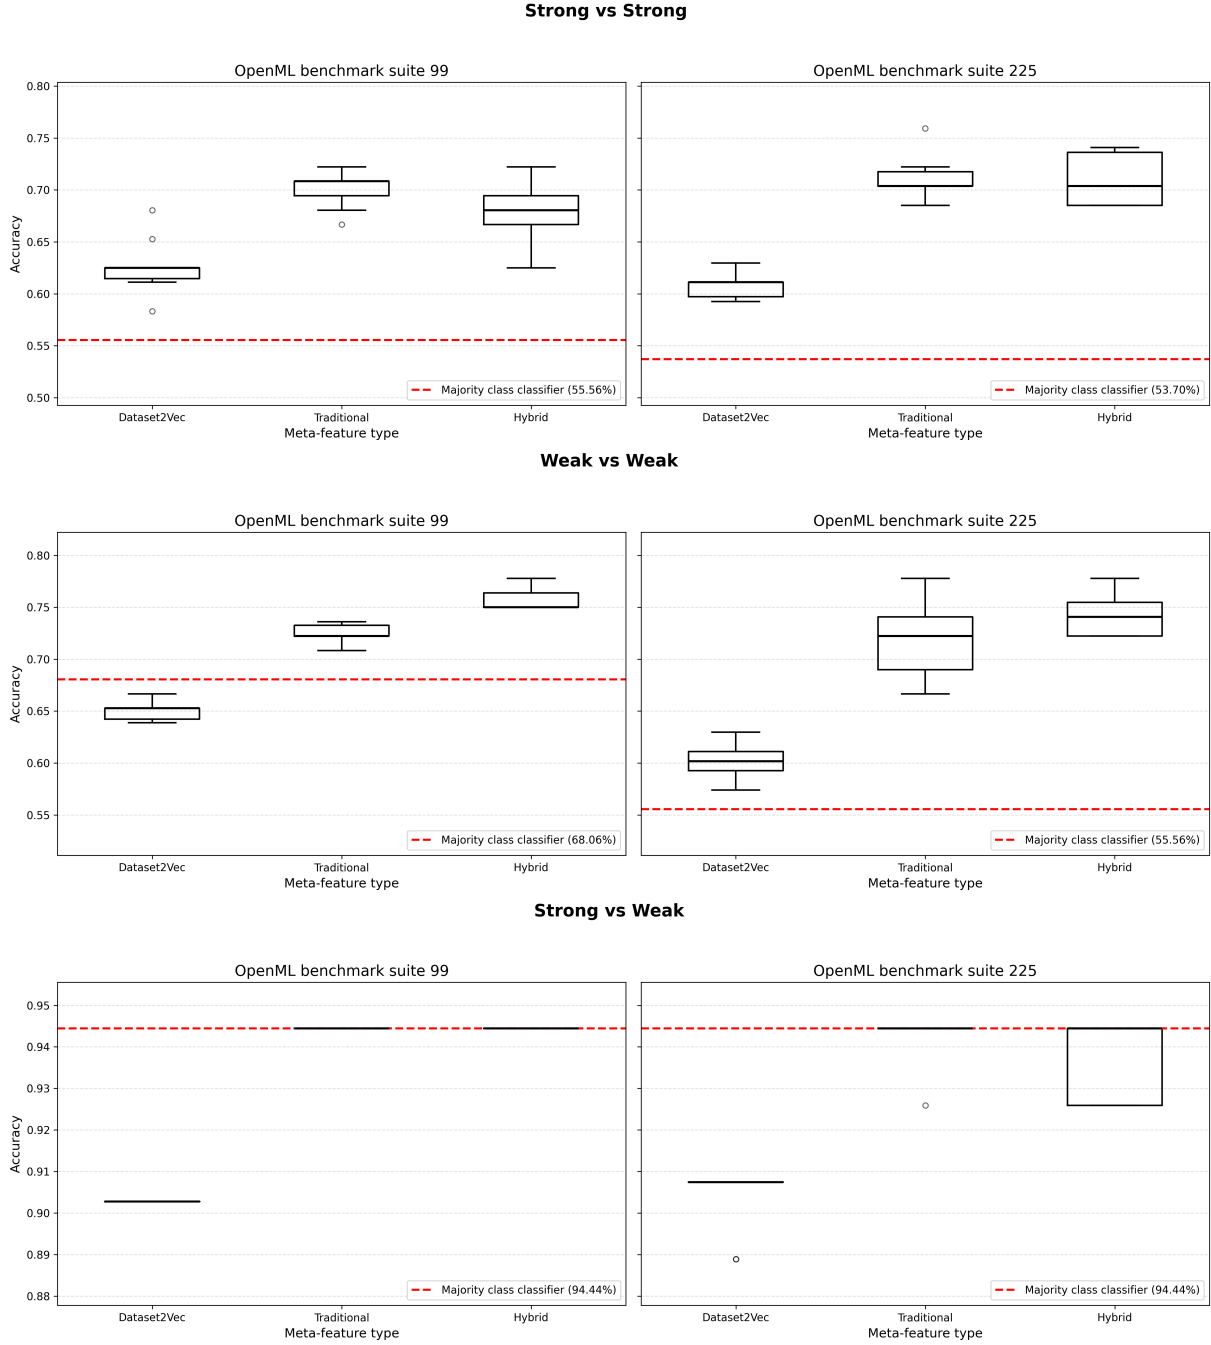 Strong vs Strong
OpenML benchmark suite 99
OpenML benchmark suite 225
0.80
0.75
0.70
0.65
0.60
0.55
0.50
Accuracy
Majority class classifier (55.56%)
Majority class classifier (53.70%)
Dataset2Vec
Traditional
Hybrid
Dataset2Vec
Traditional
Hybrid
Meta-feature type
Meta-feature type
Weak vs Weak
OpenML benchmark suite 99
OpenML benchmark suite 225
0.80
0.75
0.70
0.65
0.60
0.55
Accuracy
Majority class classifier (68.06%)
Majority class classifier (55.56%)
Dataset2Vec
Traditional
Hybrid
Dataset2Vec
Traditional
Hybrid
Meta-feature type
Meta-feature type
Strong vs Weak
OpenML benchmark suite 99
OpenML benchmark suite 225
0.95
0.94
0.93
0.92
0.91
0.90
0.89
0.88
Accuracy
Majority class classifier (94.44%)
Majority class classifier (94.44%)
Dataset2Vec
Traditional
Hybrid
Dataset2Vec
Traditional
Hybrid
Meta-feature type
Meta-feature type